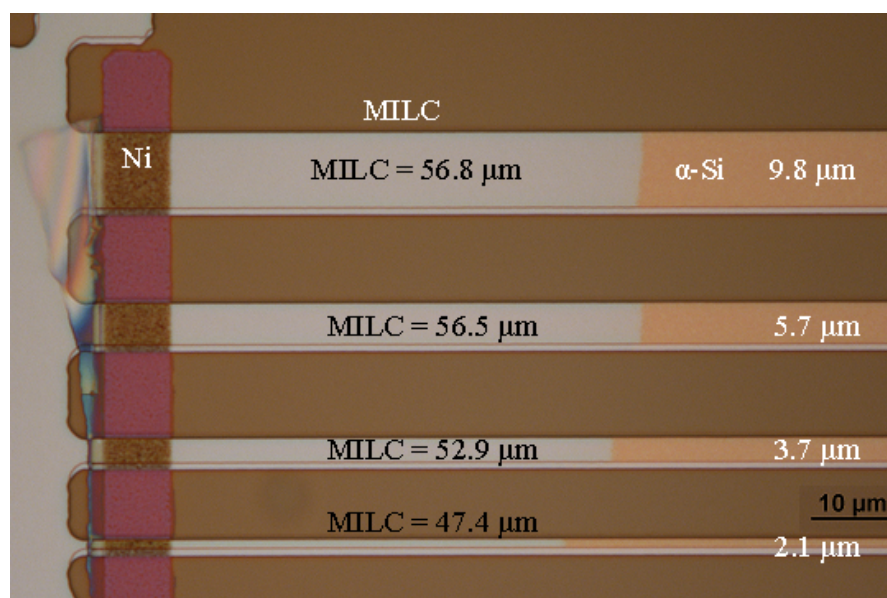 MILC
Ni
MILC = 56.8 μm
α-Si
9.8 μm
MILC = 56.5 μm
5.7 μm
MILC = 52.9 μm
3.7 μm
10 μm
MILC = 47.4 μm
2.1 μm